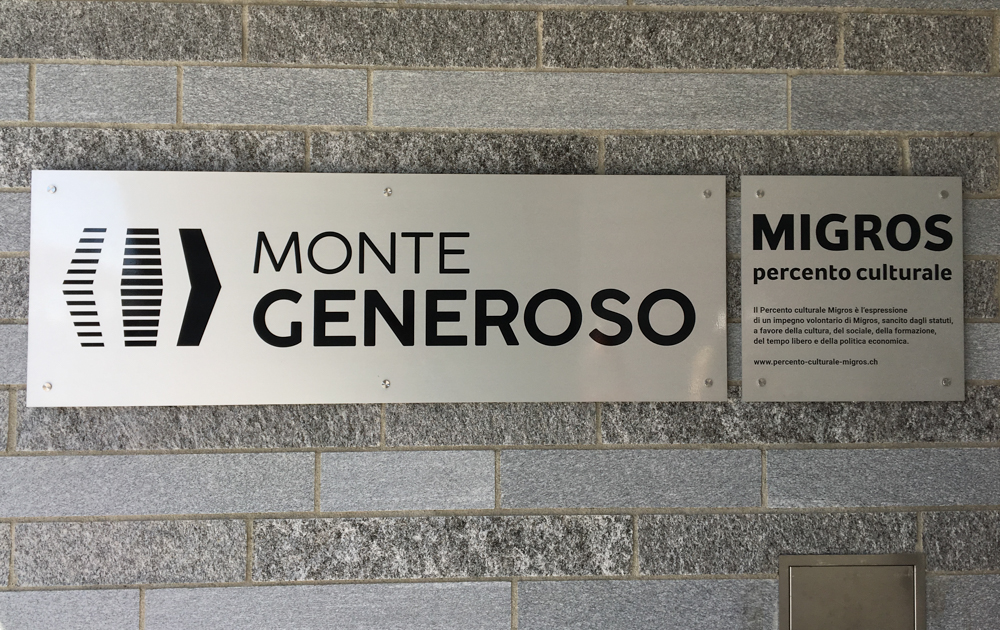 MONTE
GENEROSO
MIGROS
percento culturale
Il Percento culturale Migros è l'espressione
di un impegno volontario di Migros, sancito dagli statuti,
a favore della cultura, del sociale, della formazione,
del tempo libero e della politica economica.
www.percento-culturale-migros.ch